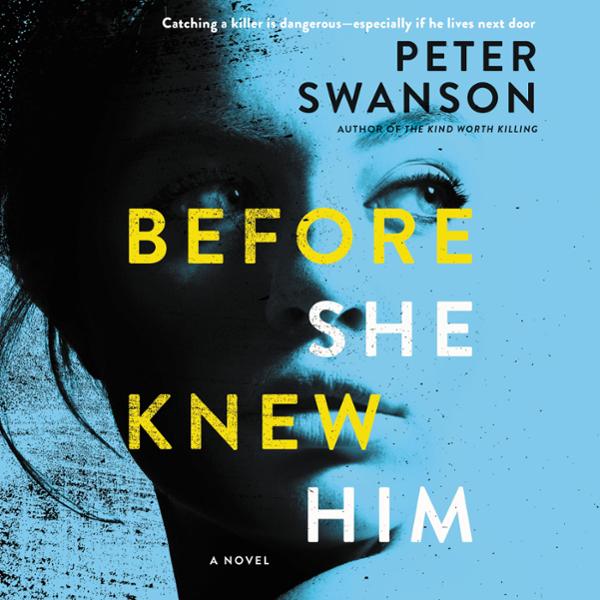 Catching a killer is dangerous—especially if he lives next door
PETER
SWANSON
AUTHOR OF THE KIND WORTH KILLING
BEFORE
SHE
KNEW
HIM
A NOVEL